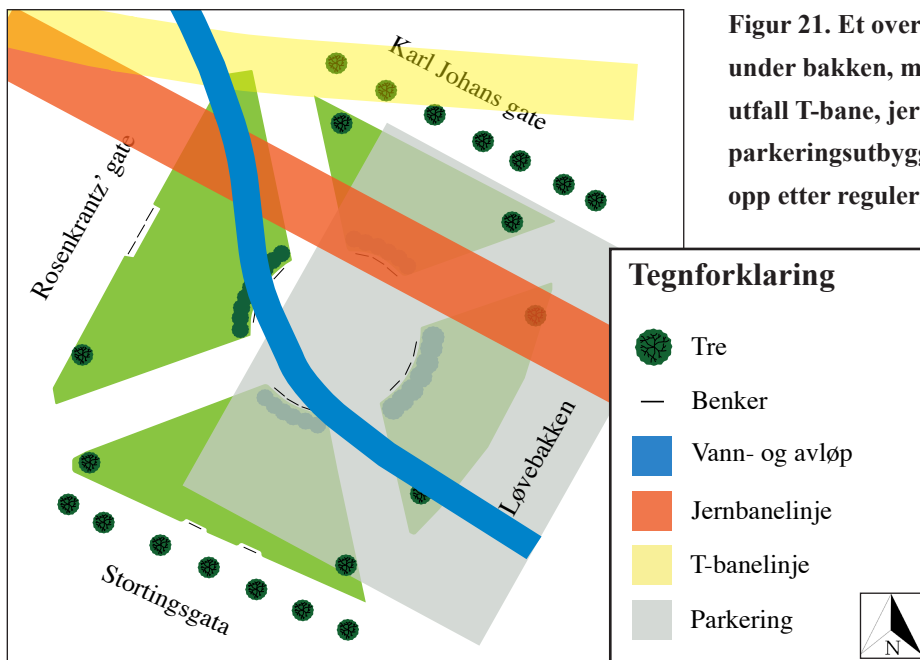 Figur 21. Et over
under bakken, m
utfall T-bane, jer
parkeringsutbygg
opp etter reguler
Karl Johans gate
Rosenkrantz’ gate
Løvebakken
Stortingsgata
Tegnforklaring
Tre
Benker
Vann- og avløp
Jernbanelinje
T-banelinje
Parkering
N